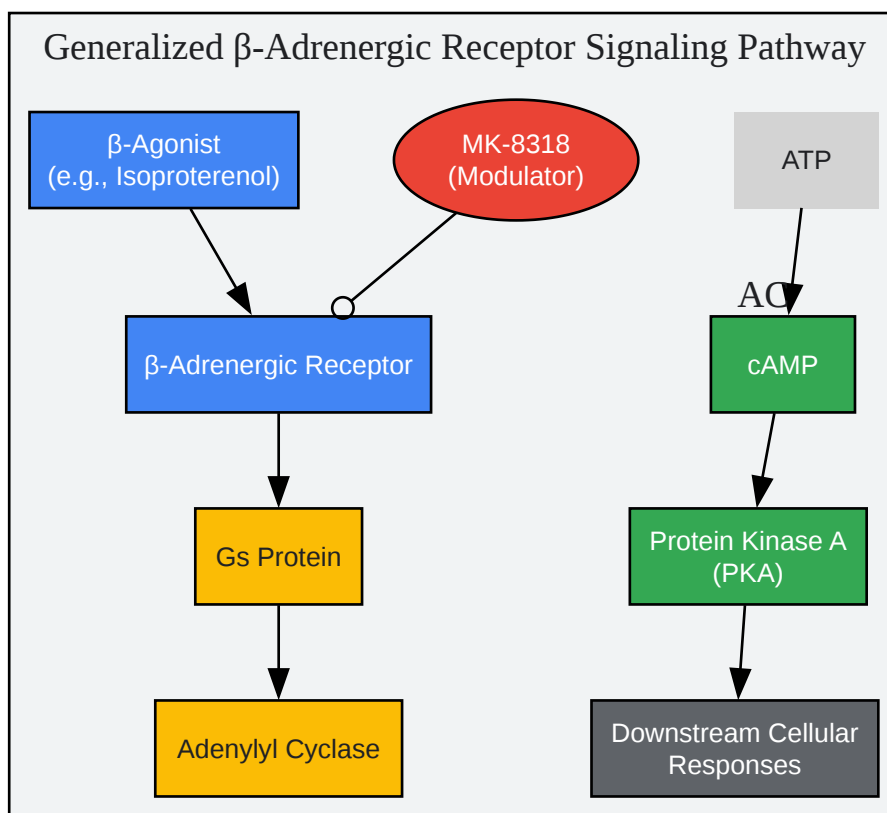 Generalized β-Adrenergic Receptor Signaling Pathway
β-Agonist
(e.g., Isoproterenol)
MK-8318
(Modulator)
ATP
AC
β-Adrenergic Receptor
cAMP
Gs Protein
Protein Kinase A
(PKA)
Adenylyl Cyclase
Downstream Cellular
Responses